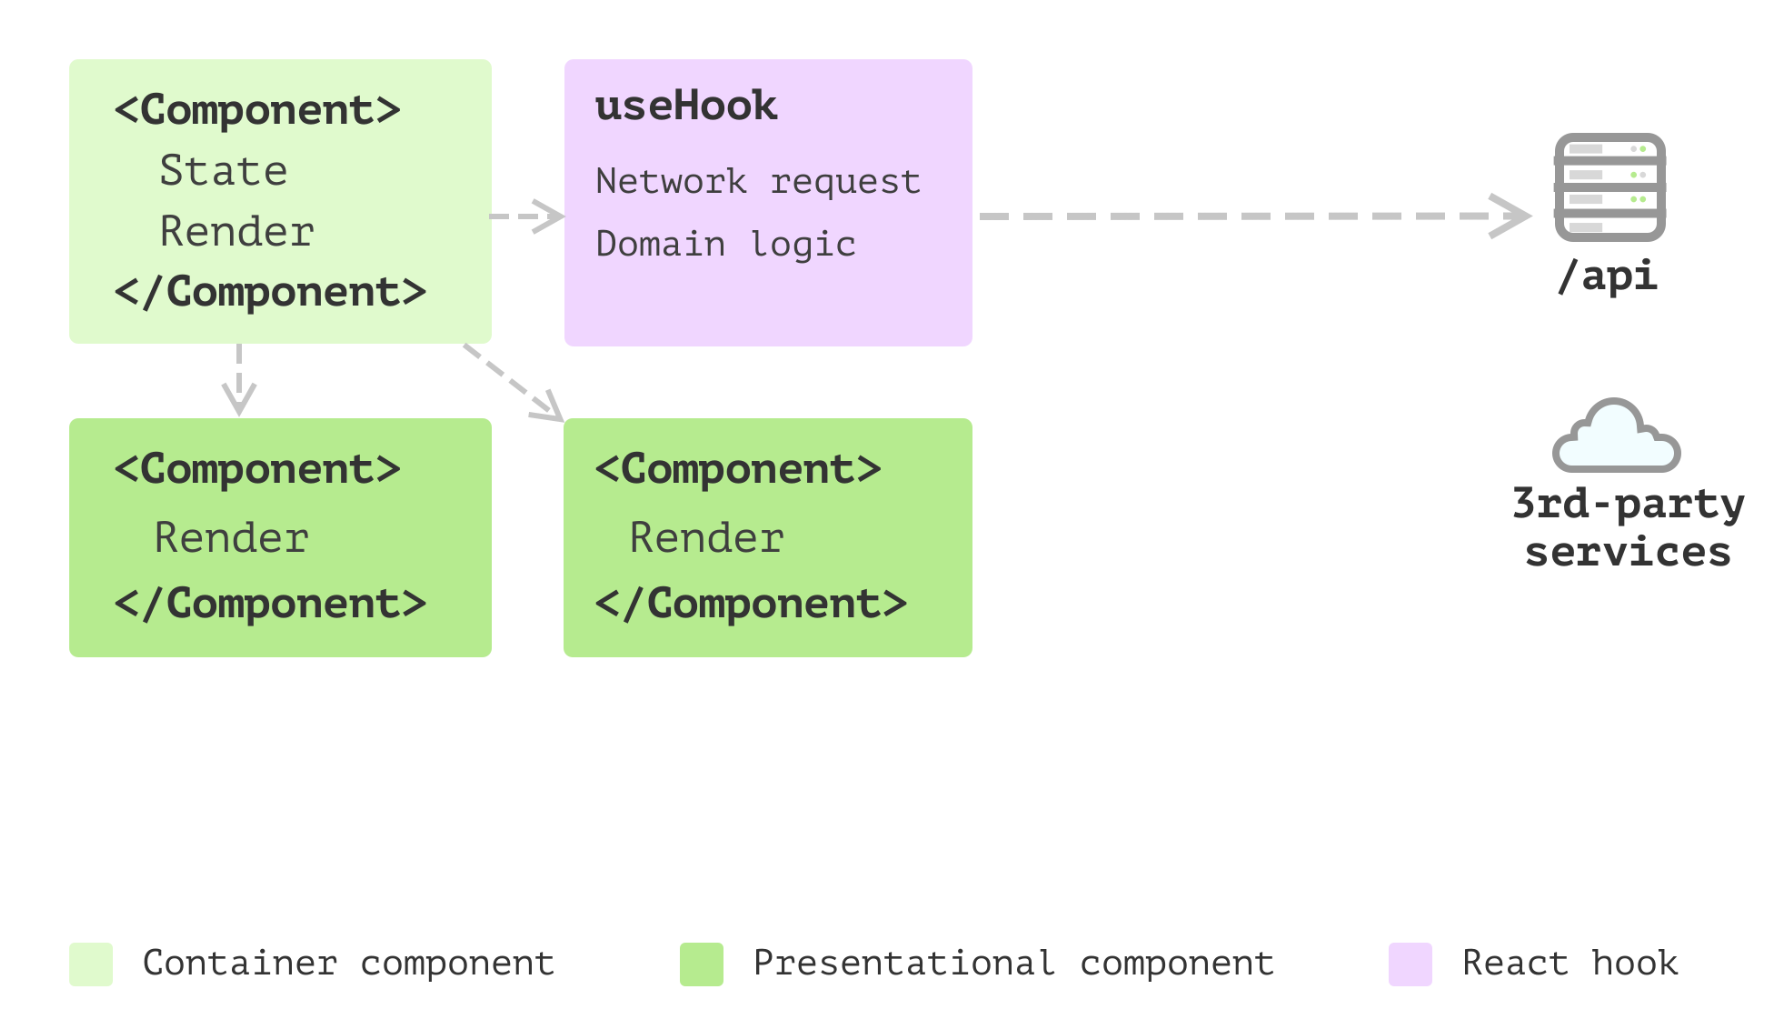 <Component>
State
Render
</Component>
useHook
Network request
Domain logic
/api
<Component>
Render
</Component>
<Component>
Render
</Component>
3rd-party
services
Container component
Presentational component
React hook